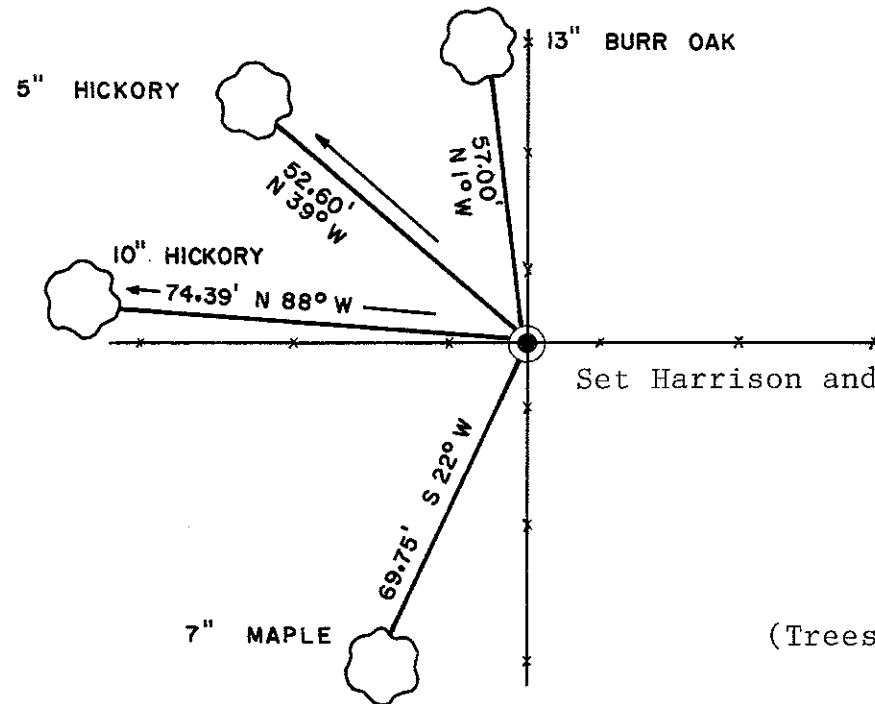 13" BURR OAK
5" HICKORY
57.00'
N 1° W
52.60'
N 39° W
10" HICKORY
74.39' N 88° W
Set Harrison and
69.75' S 22° W
7" MAPLE
(Trees